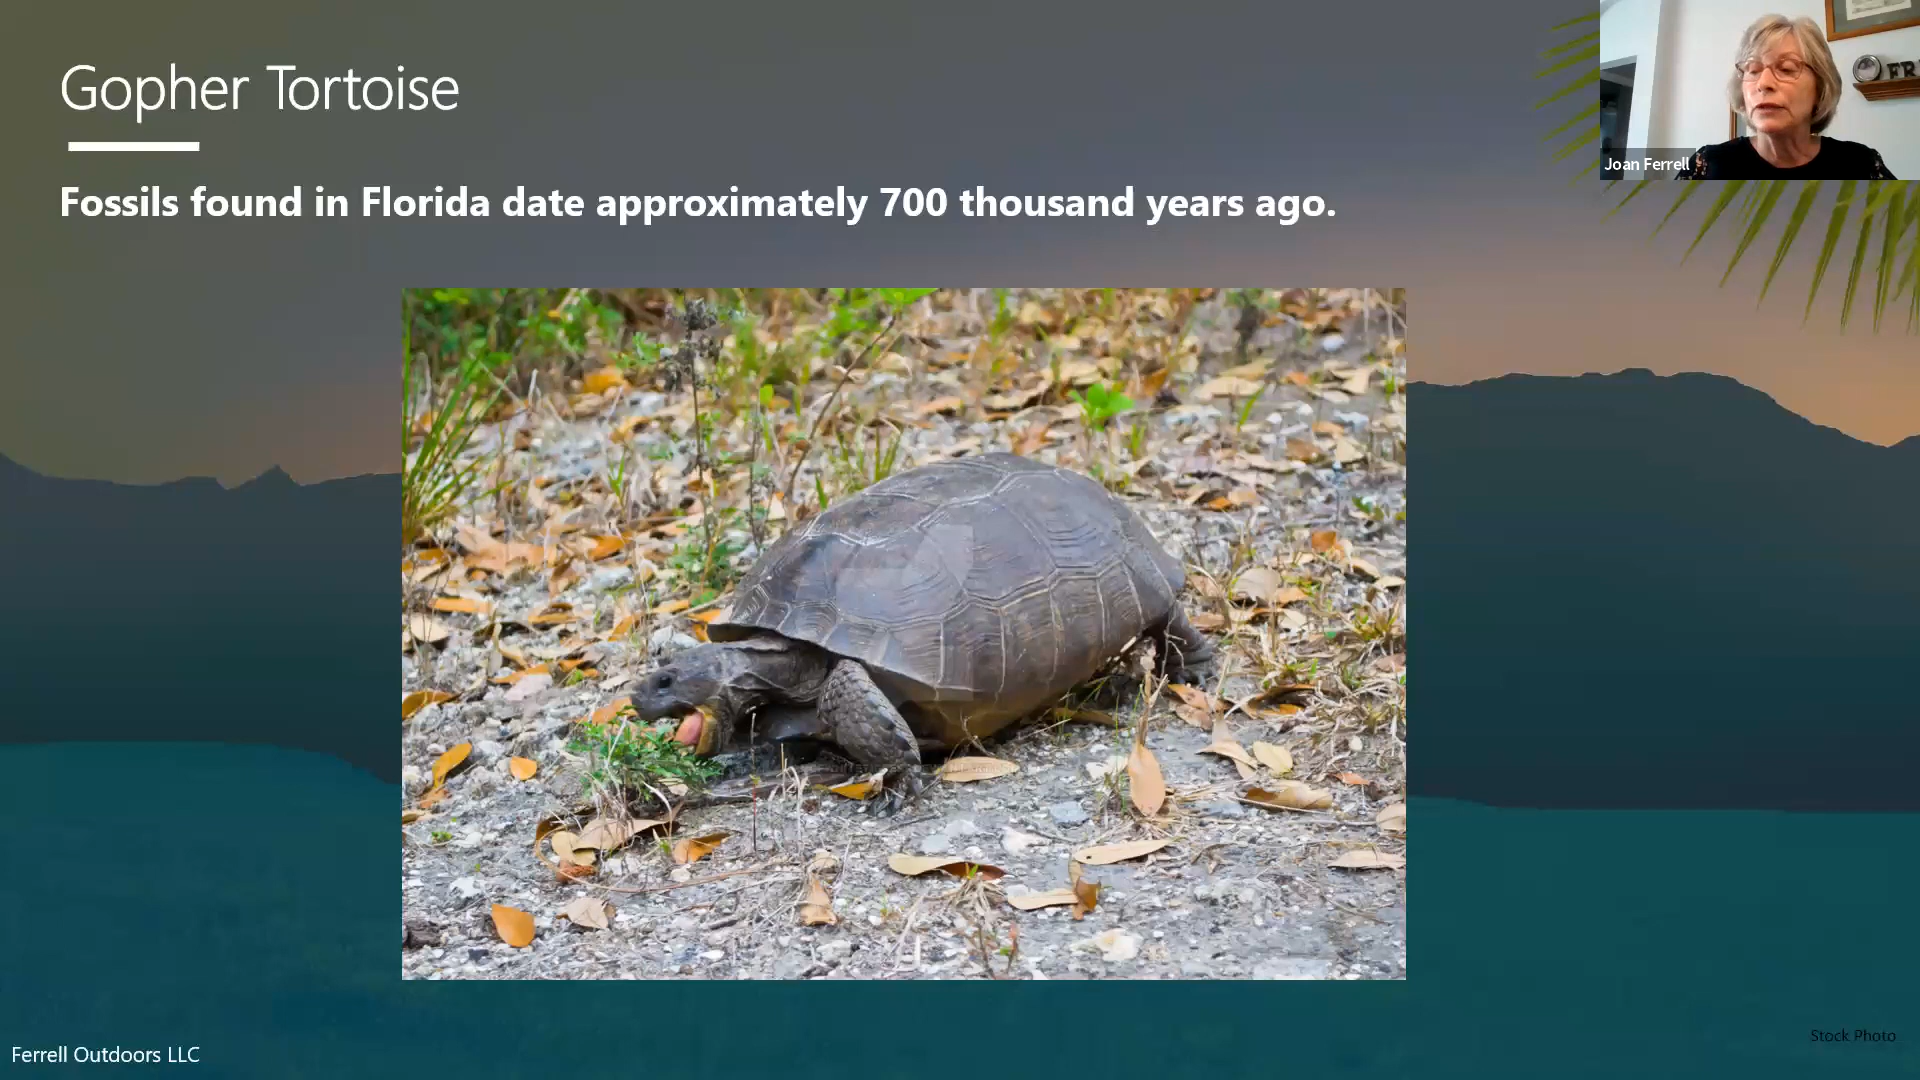 Gopher Tortoise
Fossils found in Florida date approximately 700 thousand years ago.
Joan Ferrell
FR
Ferrell Outdoors LLC
Stock Photo